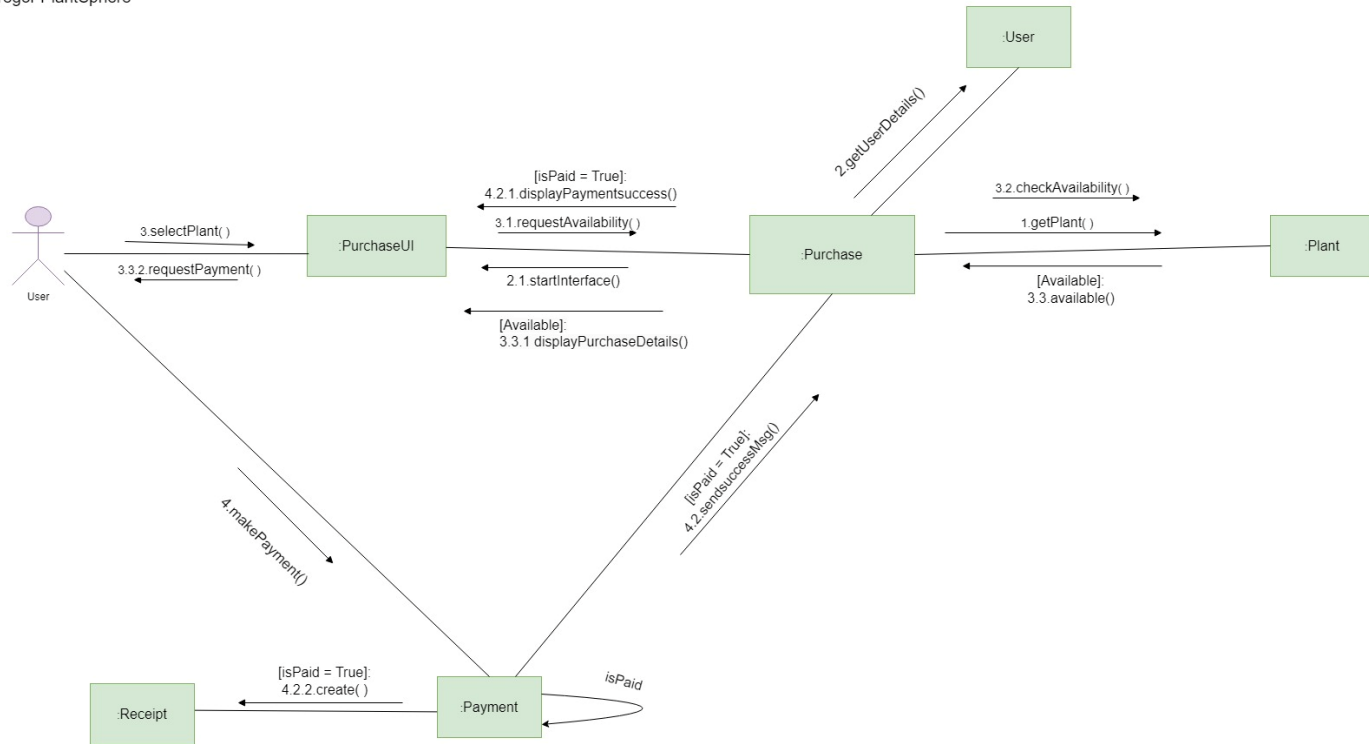 PlantSphere
:User
2.getUserDetails()
[isPaid = True]:
4.2.1.displayPaymentsuccess()
3.1.requestAvailability( )
3.2.checkAvailability( )
1.getPlant( )
3.selectPlant( )
:PurchaseUI
:Purchase
:Plant
3.3.2.requestPayment( )
User
2.1.startInterface()
[Available]:
3.3.available()
[Available]:
3.3.1 displayPurchaseDetails()
[isPaid = True]:
4.2.sendsuccessMsg()
4.makePayment()
[isPaid = True]:
4.2.2.create( )
isPaid
:Receipt
:Payment